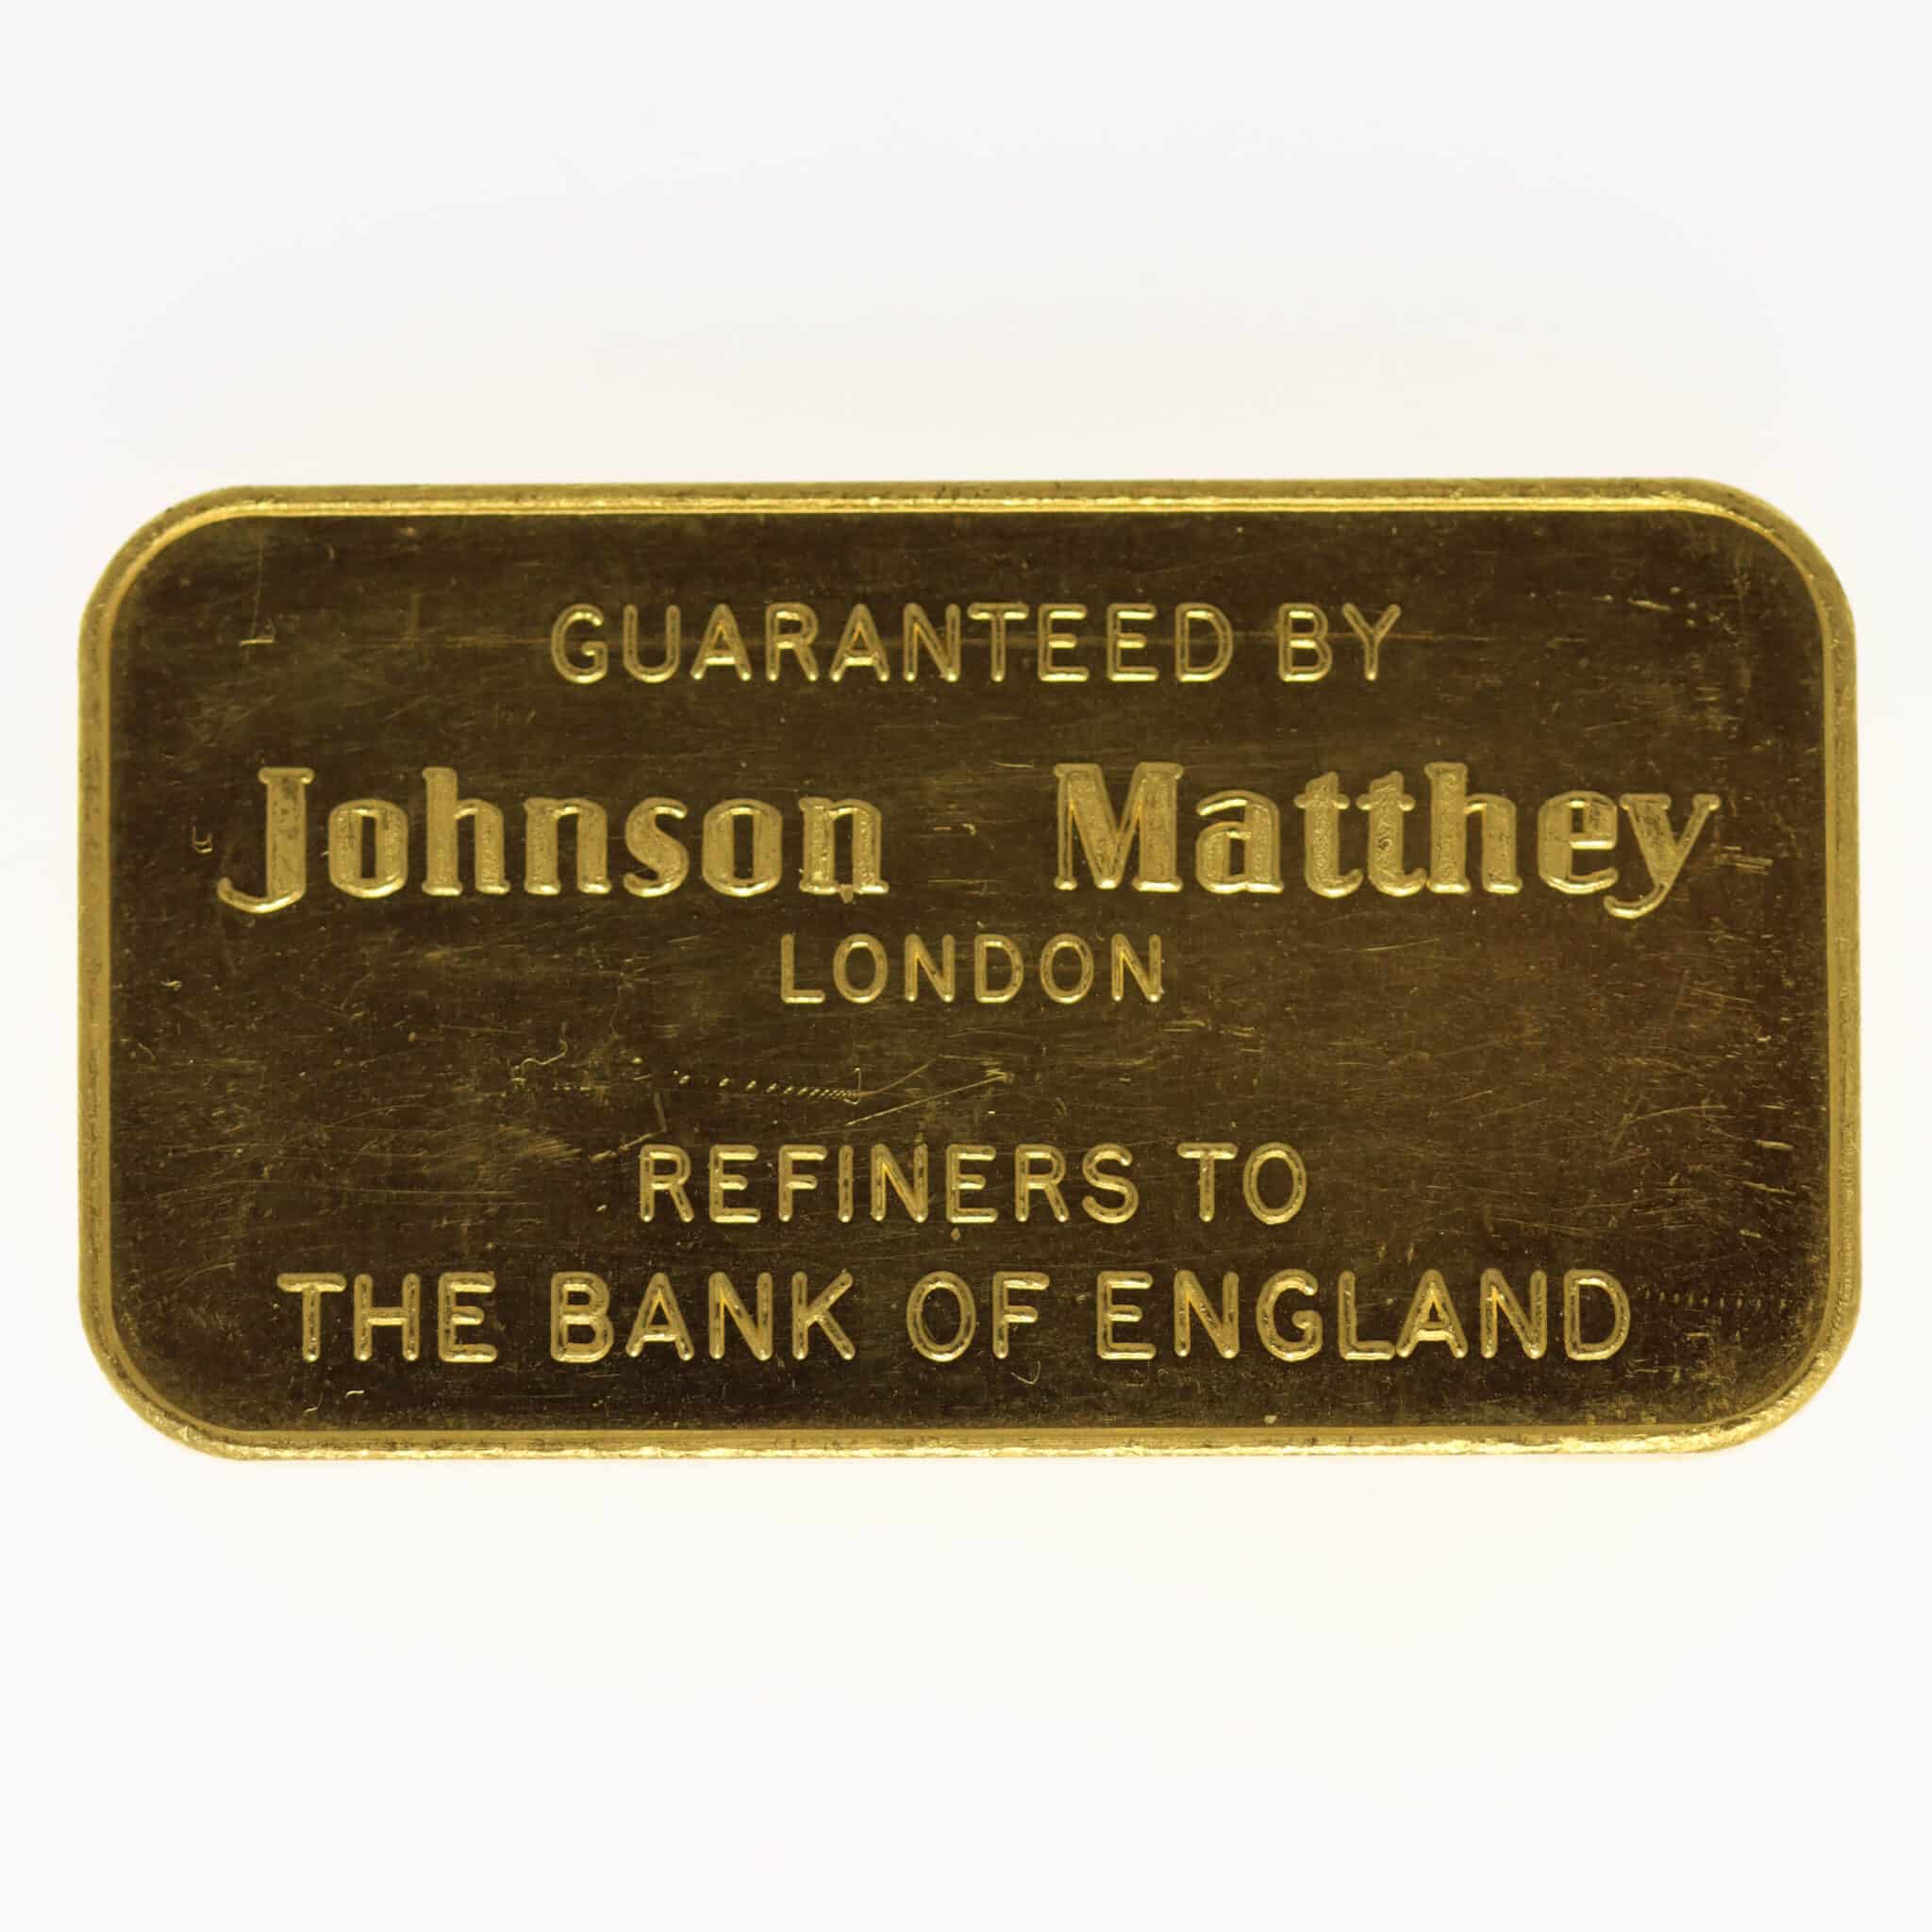 GUARANTEED BY
Johnson Matthey
LONDON
REFINERS TO
THE BANK OF ENGLAND